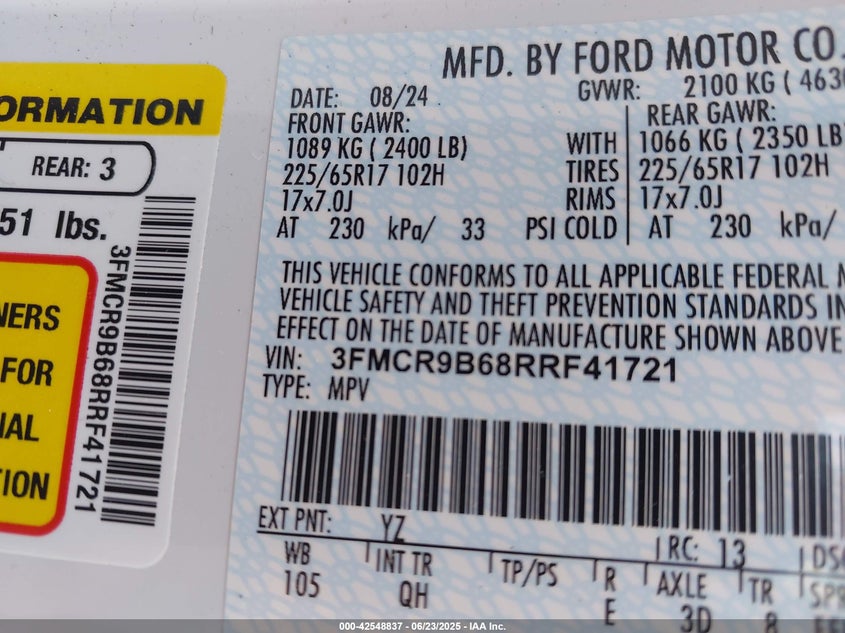 ORMATION
REAR: 3
51 lbs.
NERS
FOR
IAL
TION
3FMCR9B68RRF41721
MFD. BY FORD MOTOR CO.
DATE: 08/24
GVWR: 2100 KG ( 4630
FRONT GAWR:
REAR GAWR:
1089 KG ( 2400 LB)
WITH
1066 KG ( 2350 LB)
225/65R17 102H
TIRES
225/65R17 102H
17x7.0J
RIMS
17x7.0J
AT 230 kPa/ 33 PSI COLD
AT 230 kPa/
THIS VEHICLE CONFORMS TO ALL APPLICABLE FEDERAL M
VEHICLE SAFETY AND THEFT PREVENTION STANDARDS IN
EFFECT ON THE DATE OF MANUFACTURE SHOWN ABOVE
VIN: 3FMCR9B68RRF41721
TYPE: MPV
EXT PNT: YZ
RC: 13
DSO
WB
INT TR
TP/PS
R
AXLE
TR
SPR
105
QH
E
3D
8
000-42548837 - 06/23/2025 - IAA Inc.